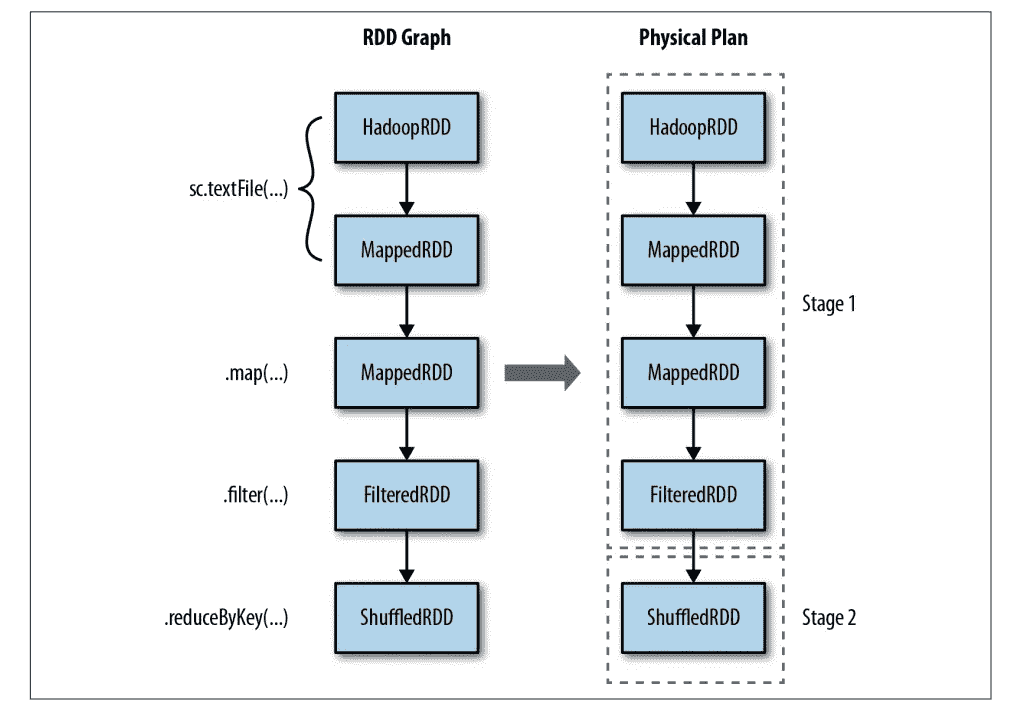 RDD Graph
Physical Plan
HadoopRDD
HadoopRDD
sc.textFile(...)
MappedRDD
MappedRDD
Stage 1
.map(...)
MappedRDD
MappedRDD
.filter(...)
FilteredRDD
FilteredRDD
.reduceByKey(...)
ShuffledRDD
ShuffledRDD
Stage 2